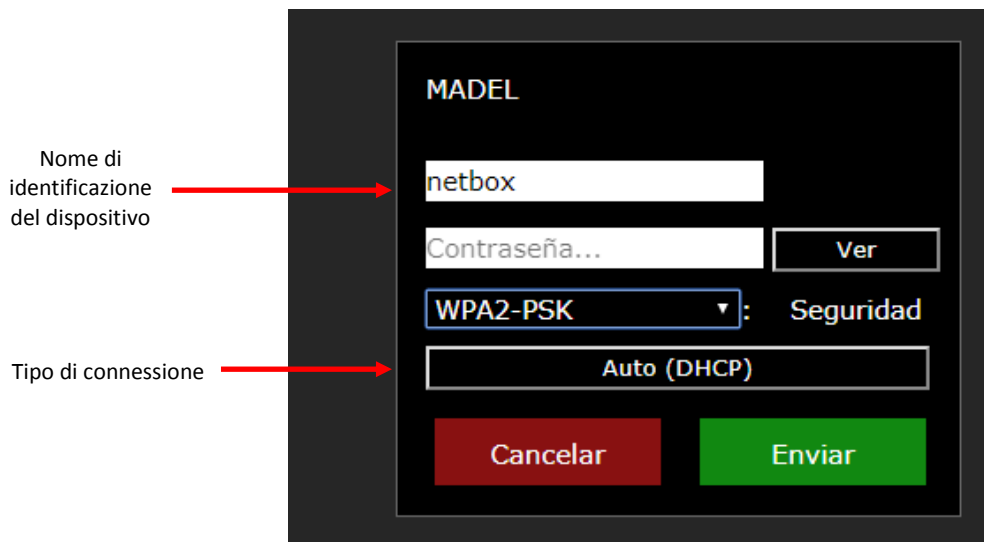 MADEL
Nome di
identificazione
del dispositivo
netbox
Contraseña... Ver
WPA2-PSK : Seguridad
Tipo di connessione
Auto (DHCP)
Cancelar Enviar